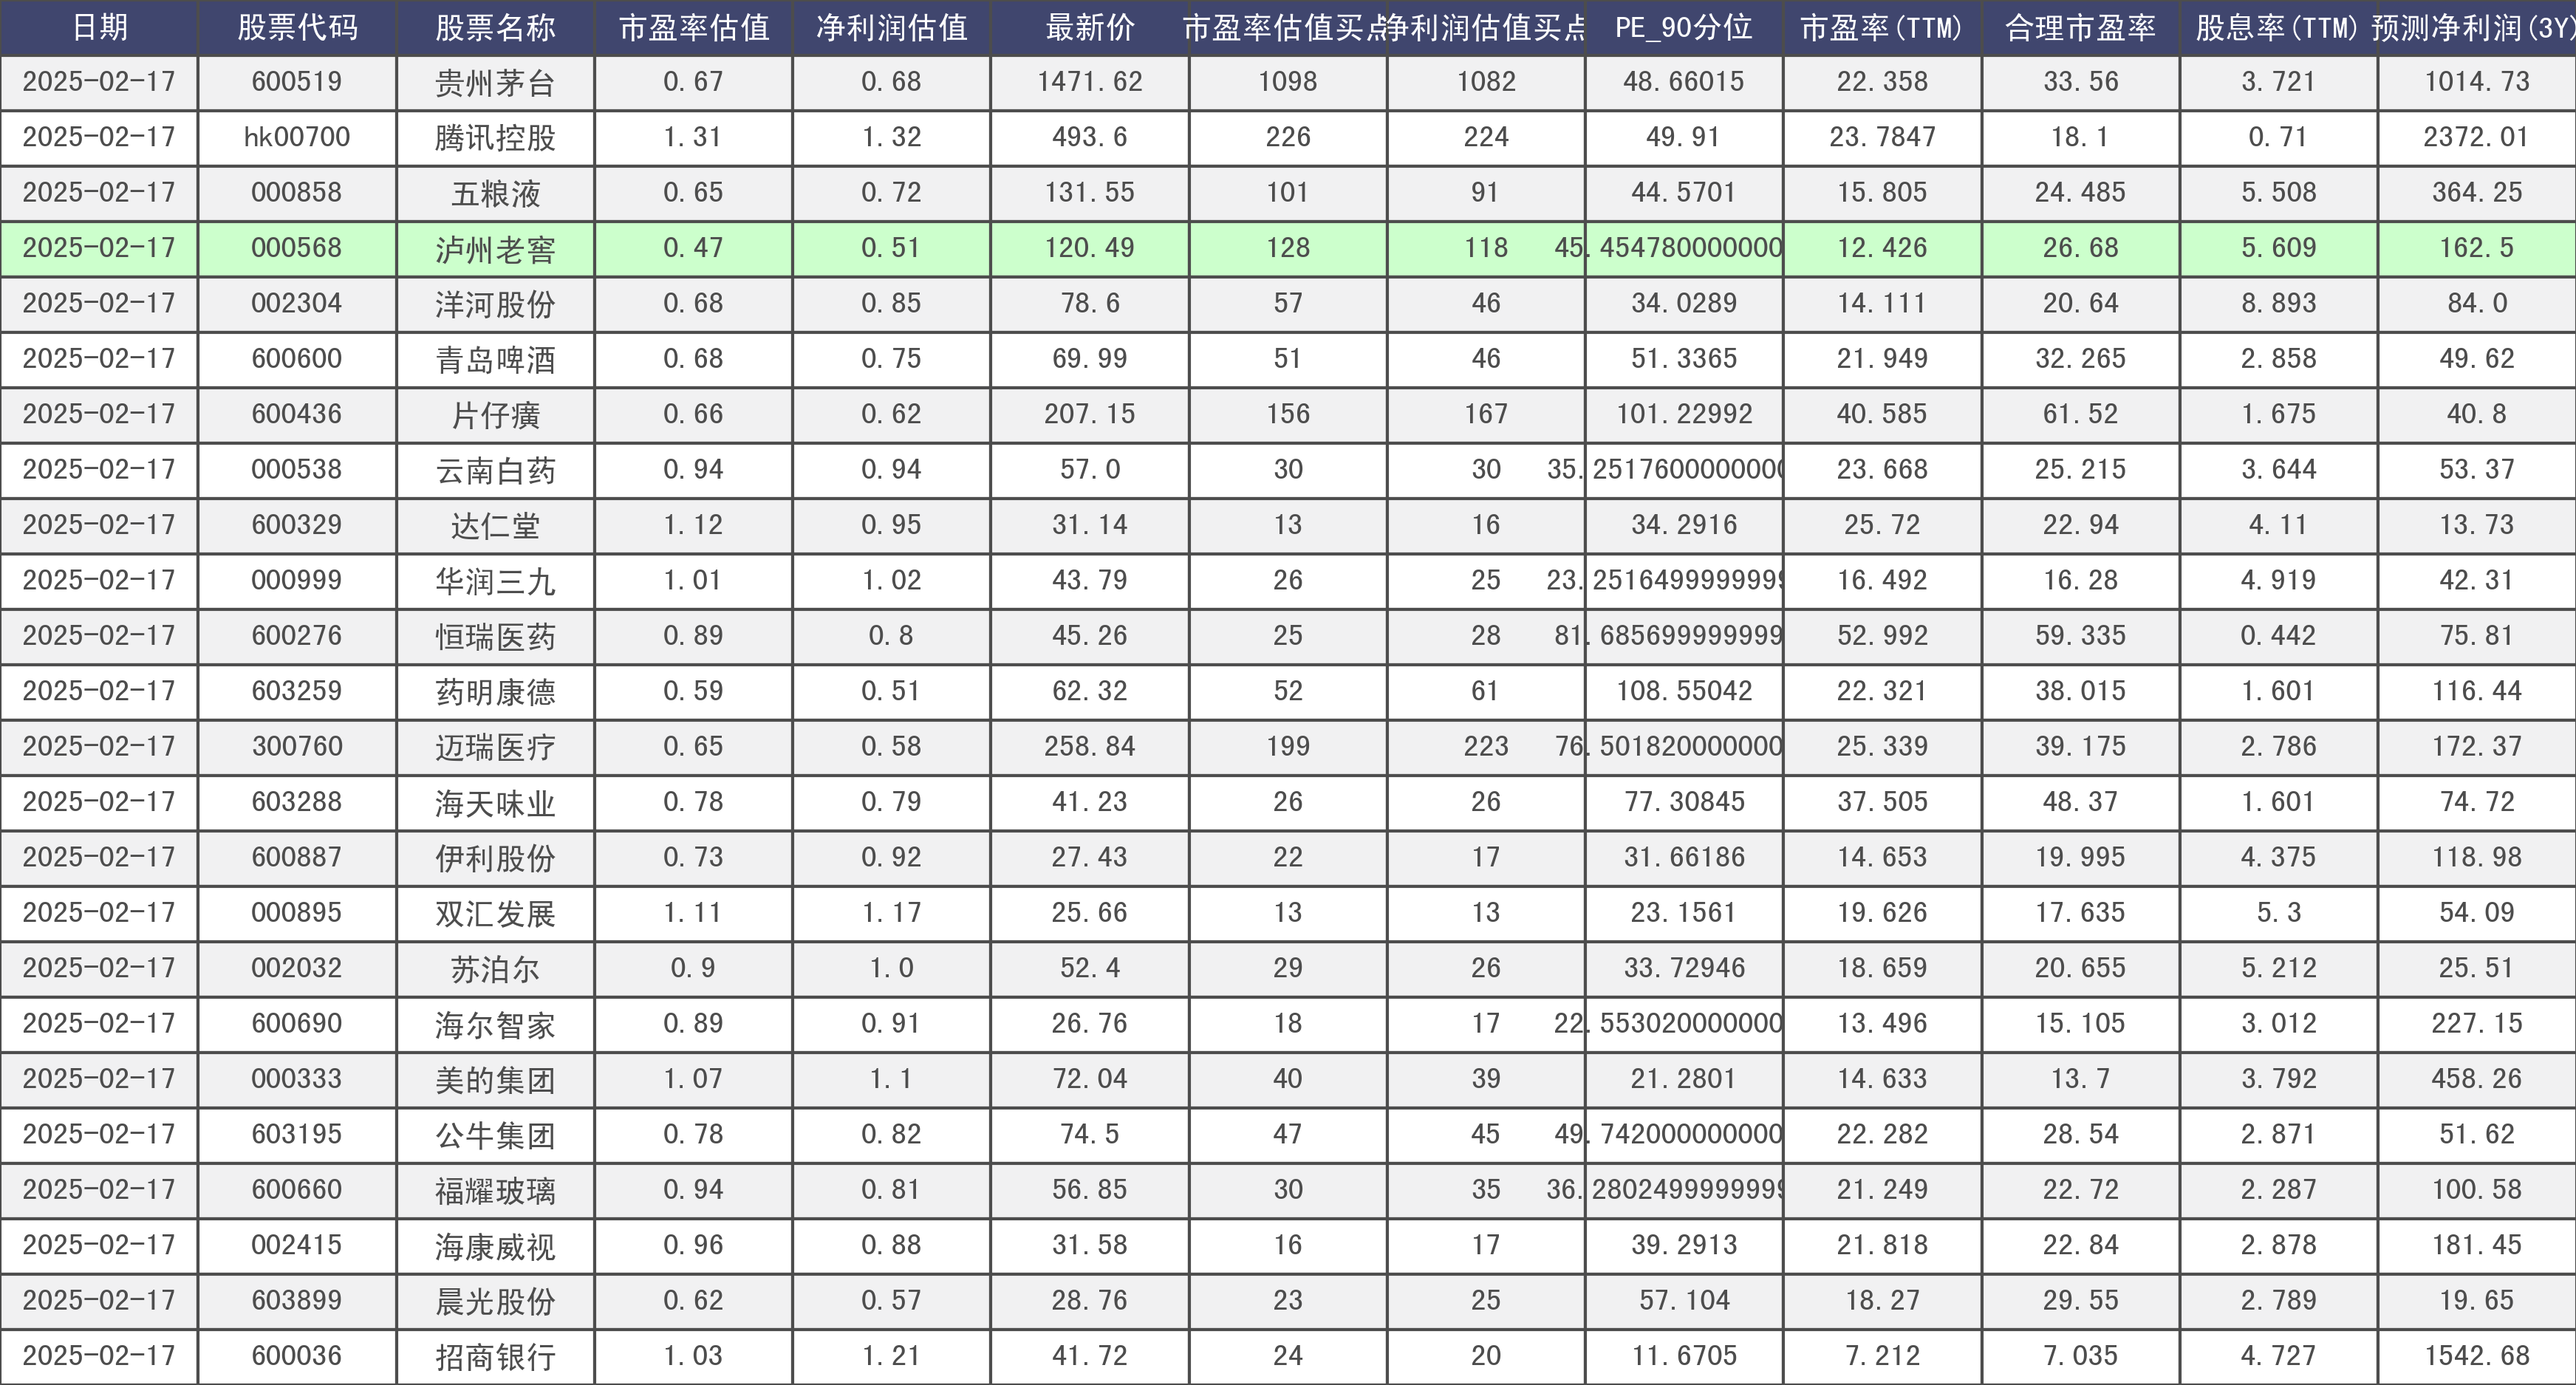 日期 股票代码 股票名称 市盈率估值 净利润估值 最新价 市盈率估值买点 净利润估值买点 PE_90分位 市盈率(TTM) 合理市盈率 股息率(TTM) 预测净利润(3Y)
2025-02-17 600519 贵州茅台 0.67 0.68 1471.62 1098 1082 48.66015 22.358 33.56 3.721 1014.73
2025-02-17 hk00700 腾讯控股 1.31 1.32 493.6 226 224 49.91 23.7847 18.1 0.71 2372.01
2025-02-17 000858 五粮液 0.65 0.72 131.55 101 91 44.5701 15.805 24.485 5.508 364.25
2025-02-17 000568 泸州老窖 0.47 0.51 120.49 128 118 45.454780000000 12.426 26.68 5.609 162.5
2025-02-17 002304 洋河股份 0.68 0.85 78.6 57 46 34.0289 14.111 20.64 8.893 84.0
2025-02-17 600600 青岛啤酒 0.68 0.75 69.99 51 46 51.3365 21.949 32.265 2.858 49.62
2025-02-17 600436 片仔癀 0.66 0.62 207.15 156 167 101.22992 40.585 61.52 1.675 40.8
2025-02-17 000538 云南白药 0.94 0.94 57.0 30 30 35.2517600000000 23.668 25.215 3.644 53.37
2025-02-17 600329 达仁堂 1.12 0.95 31.14 13 16 34.2916 25.72 22.94 4.11 13.73
2025-02-17 000999 华润三九 1.01 1.02 43.79 26 25 23.2516499999999 16.492 16.28 4.919 42.31
2025-02-17 600276 恒瑞医药 0.89 0.8 45.26 25 28 81.685699999999 52.992 59.335 0.442 75.81
2025-02-17 603259 药明康德 0.59 0.51 62.32 52 61 108.55042 22.321 38.015 1.601 116.44
2025-02-17 300760 迈瑞医疗 0.65 0.58 258.84 199 223 76.501820000000 25.339 39.175 2.786 172.37
2025-02-17 603288 海天味业 0.78 0.79 41.23 26 26 77.30845 37.505 48.37 1.601 74.72
2025-02-17 600887 伊利股份 0.73 0.92 27.43 22 17 31.66186 14.653 19.995 4.375 118.98
2025-02-17 000895 双汇发展 1.11 1.17 25.66 13 13 23.1561 19.626 17.635 5.3 54.09
2025-02-17 002032 苏泊尔 0.9 1.0 52.4 29 26 33.72946 18.659 20.655 5.212 25.51
2025-02-17 600690 海尔智家 0.89 0.91 26.76 18 17 22.553020000000 13.496 15.105 3.012 227.15
2025-02-17 000333 美的集团 1.07 1.1 72.04 40 39 21.2801 14.633 13.7 3.792 458.26
2025-02-17 603195 公牛集团 0.78 0.82 74.5 47 45 49.742000000000 22.282 28.54 2.871 51.62
2025-02-17 600660 福耀玻璃 0.94 0.81 56.85 30 35 36.2802499999999 21.249 22.72 2.287 100.58
2025-02-17 002415 海康威视 0.96 0.88 31.58 16 17 39.2913 21.818 22.84 2.878 181.45
2025-02-17 603899 晨光股份 0.62 0.57 28.76 23 25 57.104 18.27 29.55 2.789 19.65
2025-02-17 600036 招商银行 1.03 1.21 41.72 24 20 11.6705 7.212 7.035 4.727 1542.68